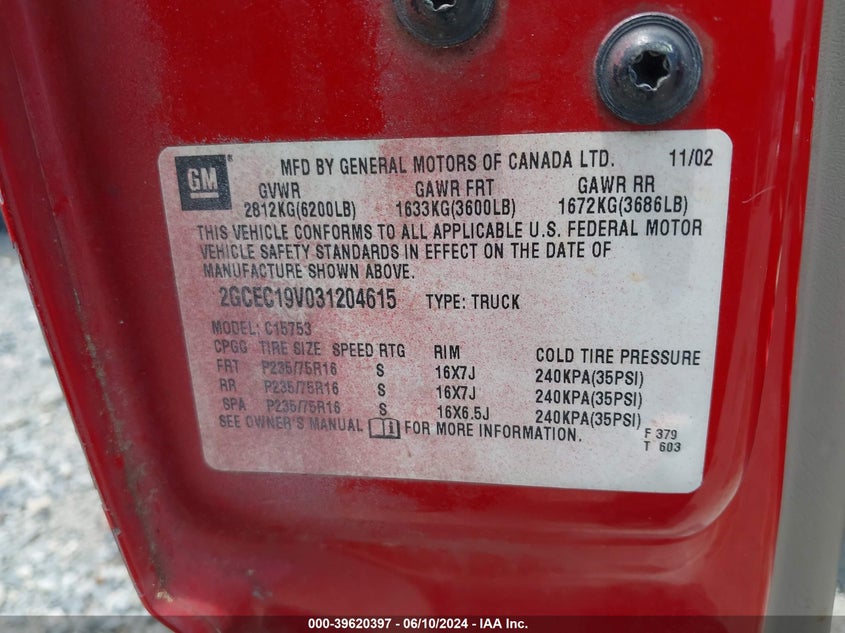 GM
MFD BY GENERAL MOTORS OF CANADA LTD. 11/02
GVWR GAWR FRT GAWR RR
2812KG(6200LB) 1633KG(3600LB) 1672KG(3686LB)
THIS VEHICLE CONFORMS TO ALL APPLICABLE U.S. FEDERAL MOTOR
VEHICLE SAFETY STANDARDS IN EFFECT ON THE DATE OF
MANUFACTURE SHOWN ABOVE.
2GCEC19V031204615 TYPE: TRUCK
MODEL: C15753
CPGG TIRE SIZE SPEED RTG RIM COLD TIRE PRESSURE
FRT P235/75R16 S 16X7J 240KPA(35PSI)
RR P235/75R16 S 16X7J 240KPA(35PSI)
SPA P235/75R16 S 16X6.5J 240KPA(35PSI)
SEE OWNER'S MANUAL FOR MORE INFORMATION.
F 379
T 603
000-39620397 - 06/10/2024 - IAA Inc.